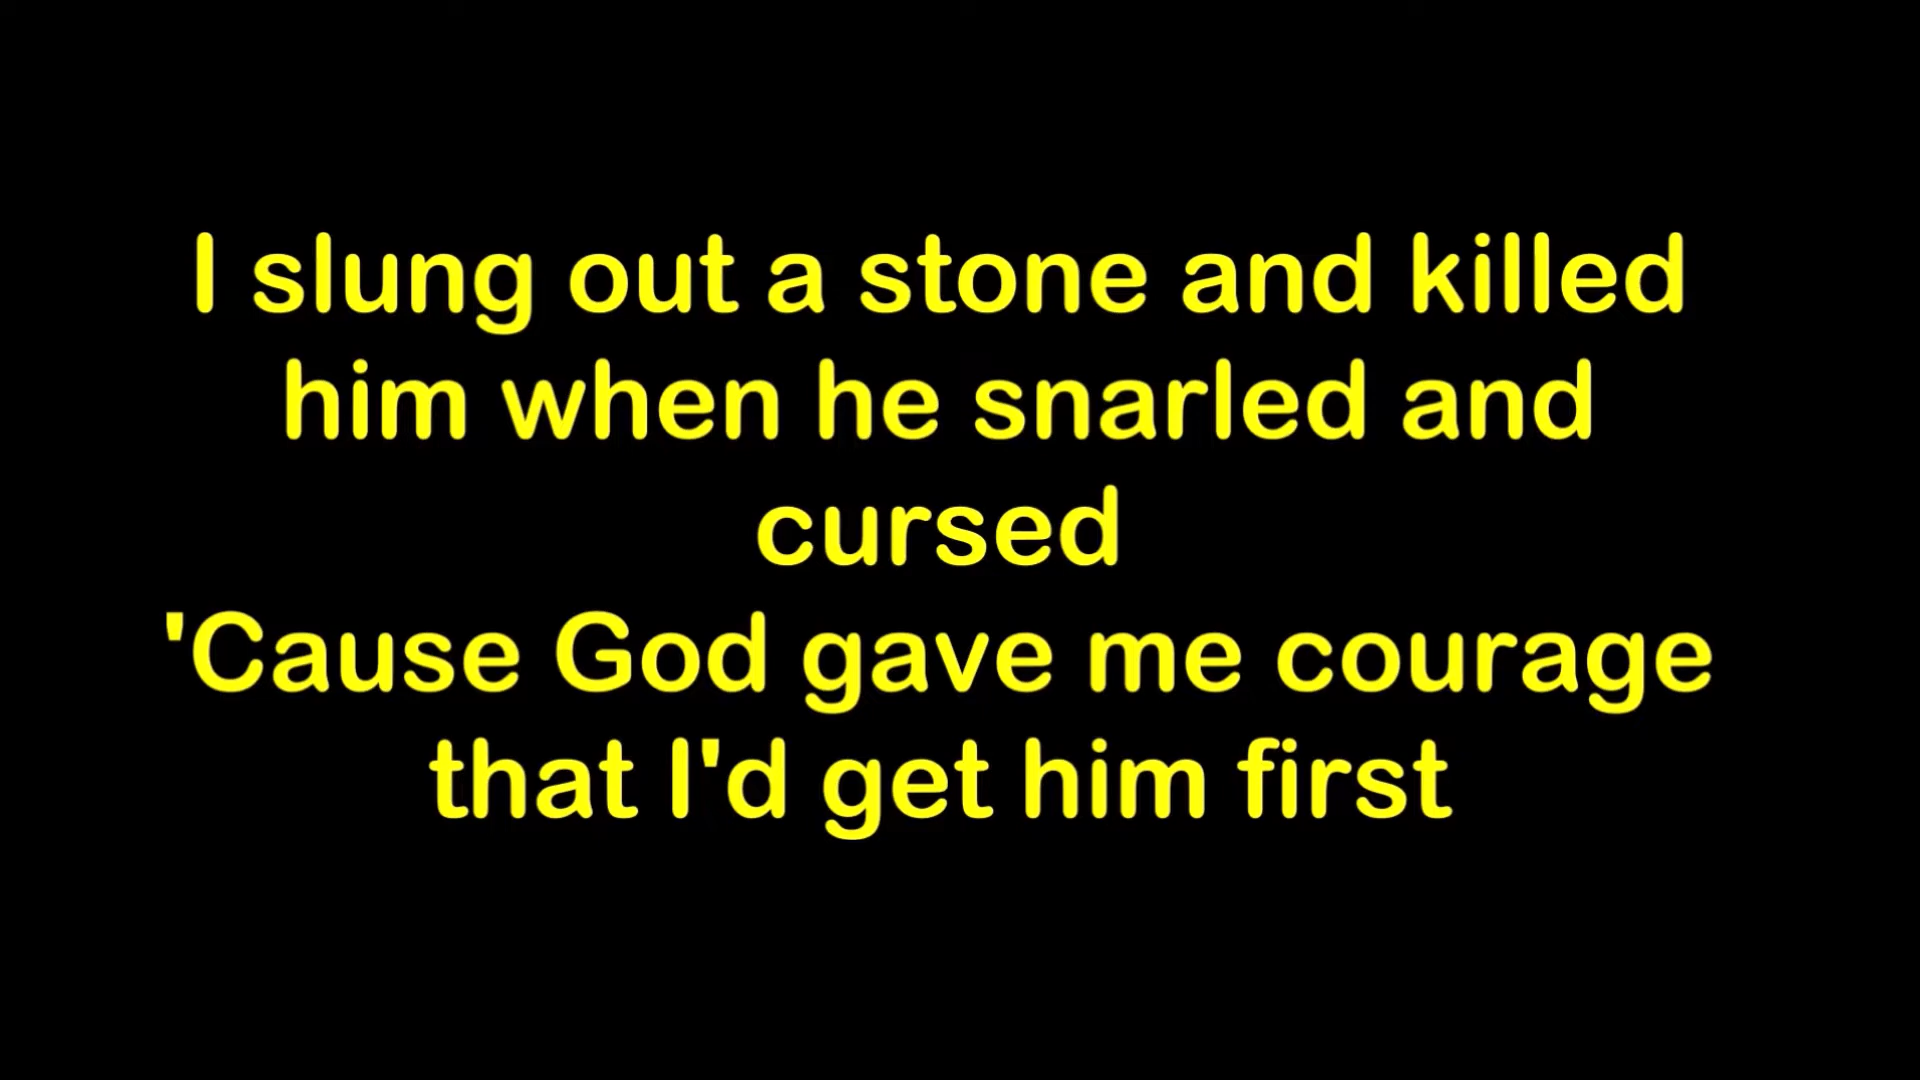 I slung out a stone and killed
him when he snarled and
cursed
'Cause God gave me courage
that I'd get him first